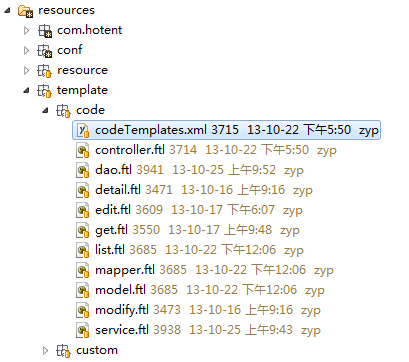 resources
com.hotent
conf
resource
template
code
codeTemplates.xml 3715 13-10-22 下午5:50 zyp
controller.ftl 3714 13-10-22 下午5:50 zyp
dao.ftl 3941 13-10-25 上午9:52 zyp
detail.ftl 3471 13-10-16 上午9:16 zyp
edit.ftl 3609 13-10-17 下午6:07 zyp
get.ftl 3550 13-10-17 上午9:48 zyp
list.ftl 3685 13-10-22 下午12:06 zyp
mapper.ftl 3685 13-10-22 下午12:06 zyp
model.ftl 3685 13-10-22 下午12:06 zyp
modify.ftl 3473 13-10-16 上午9:16 zyp
service.ftl 3938 13-10-25 上午9:43 zyp
custom